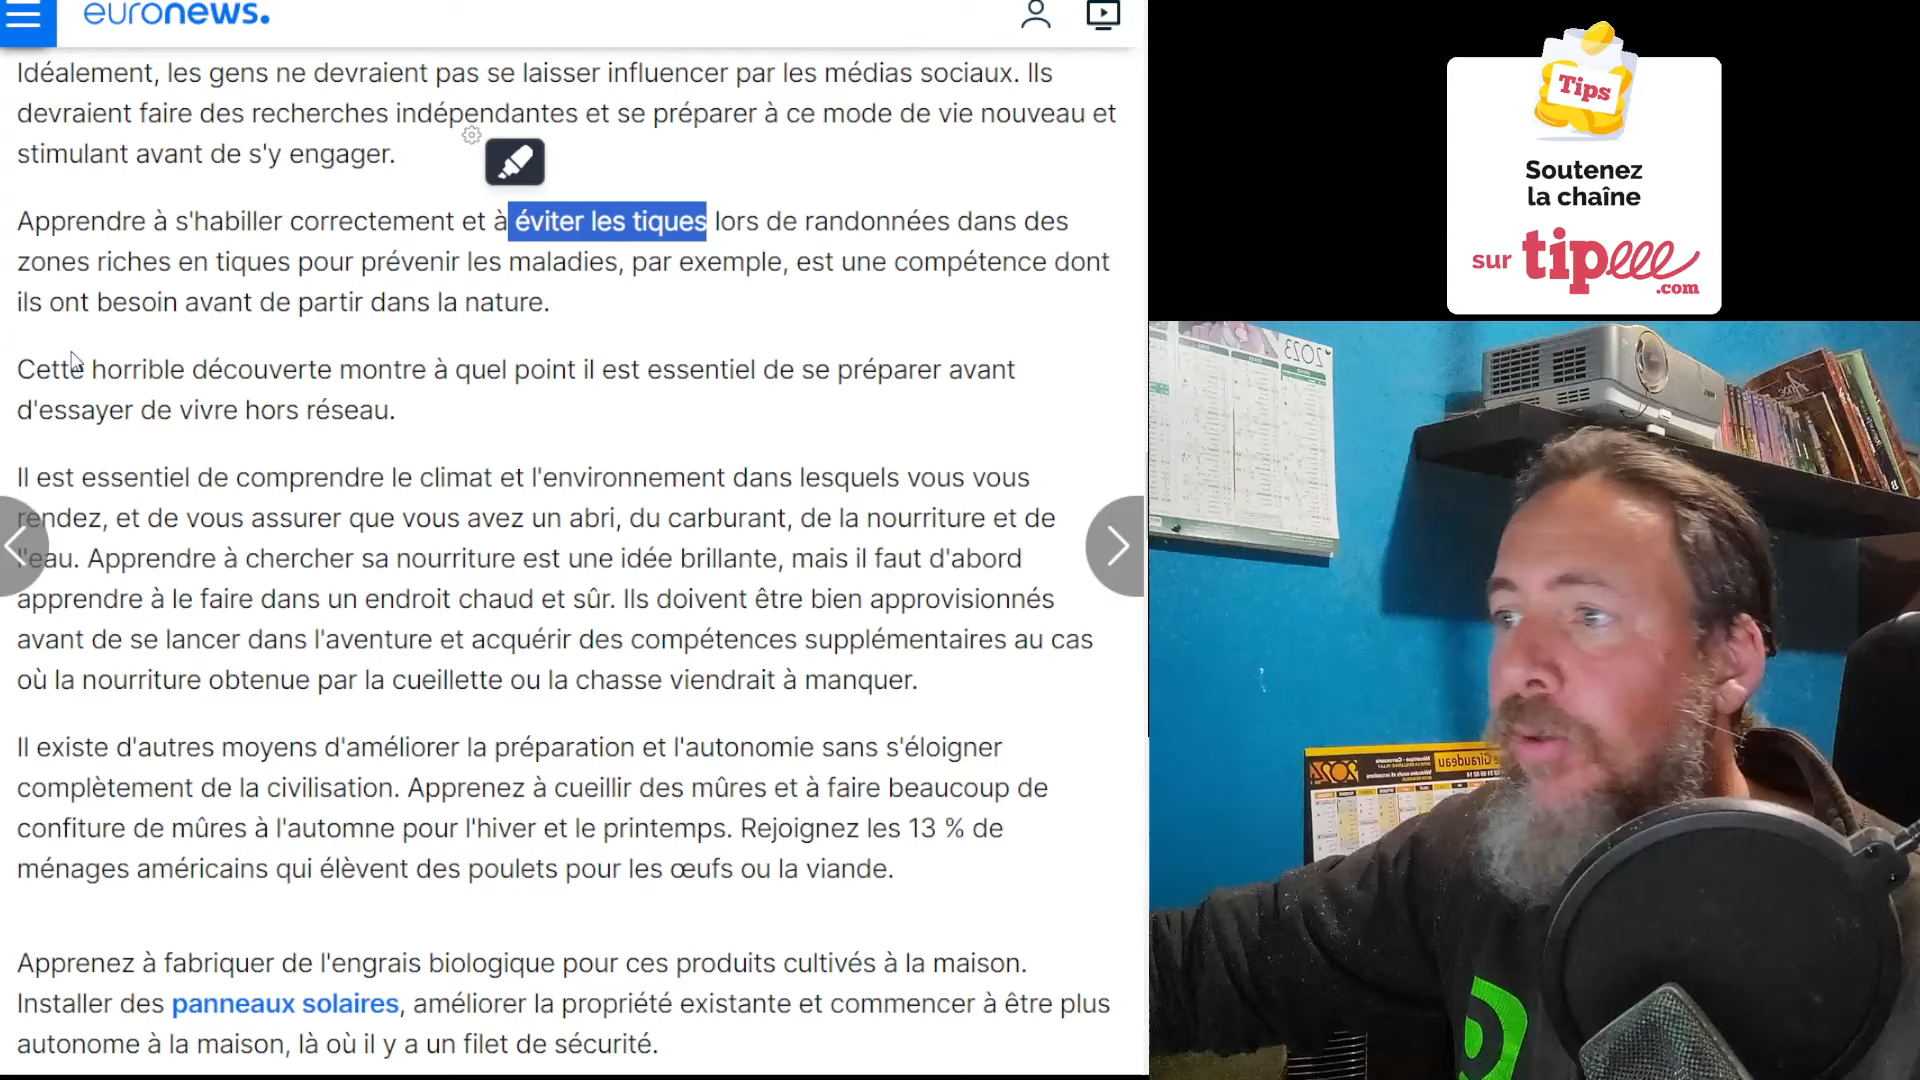 euronews.
Idéalement, les gens ne devraient pas se laisser influencer par les médias sociaux. Ils
devraient faire des recherches indépendantes et se préparer à ce mode de vie nouveau et
stimulant avant de s'y engager.
Apprendre à s'habiller correctement et à éviter les tiques lors de randonnées dans des
zones riches en tiques pour prévenir les maladies, par exemple, est une compétence dont
ils ont besoin avant de partir dans la nature.
Cette horrible découverte montre à quel point il est essentiel de se préparer avant
d'essayer de vivre hors réseau.
Il est essentiel de comprendre le climat et l'environnement dans lesquels vous vous
rendez, et de vous assurer que vous avez un abri, du carburant, de la nourriture et de
l'eau. Apprendre à chercher sa nourriture est une idée brillante, mais il faut d'abord
apprendre à le faire dans un endroit chaud et sûr. Ils doivent être bien approvisionnés
avant de se lancer dans l'aventure et acquérir des compétences supplémentaires au cas
où la nourriture obtenue par la cueillette ou la chasse viendrait à manquer.
Il existe d'autres moyens d'améliorer la préparation et l'autonomie sans s'éloigner
complètement de la civilisation. Apprenez à cueillir des mûres et à faire beaucoup de
confiture de mûres à l'automne pour l'hiver et le printemps. Rejoignez les 13 % de
ménages américains qui élèvent des poulets pour les œufs ou la viande.
Apprenez à fabriquer de l'engrais biologique pour ces produits cultivés à la maison.
Installer des panneaux solaires, améliorer la propriété existante et commencer à être plus
autonome à la maison, là où il y a un filet de sécurité.
Tips
Soutenez
la chaîne
sur tipeee
.com
2023
Giraudeau